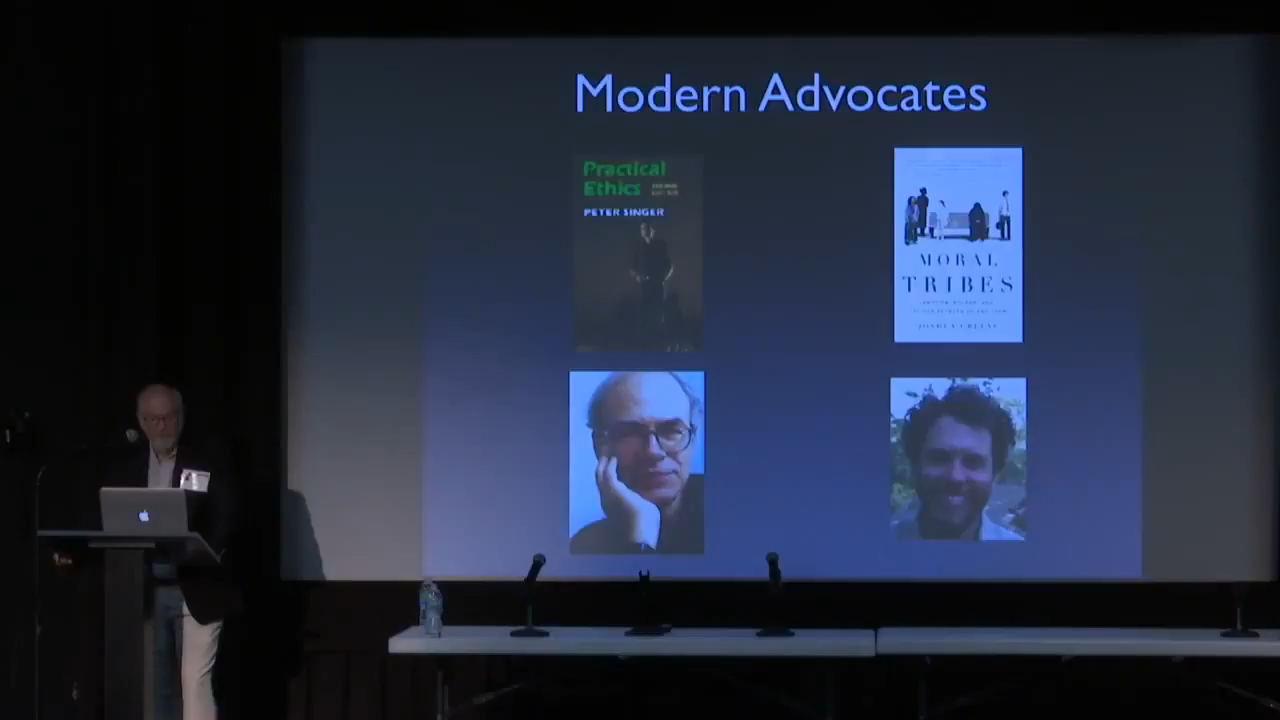 Modern Advocates
Practical
Ethics
PETER SINGER
MORAL
TRIBES